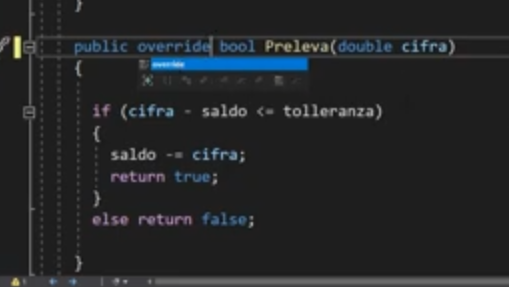 }
public override bool Preleva(double cifra)
{
override
if (cifra - saldo <= tolleranza)
{
saldo -= cifra;
return true;
}
else return false;
}